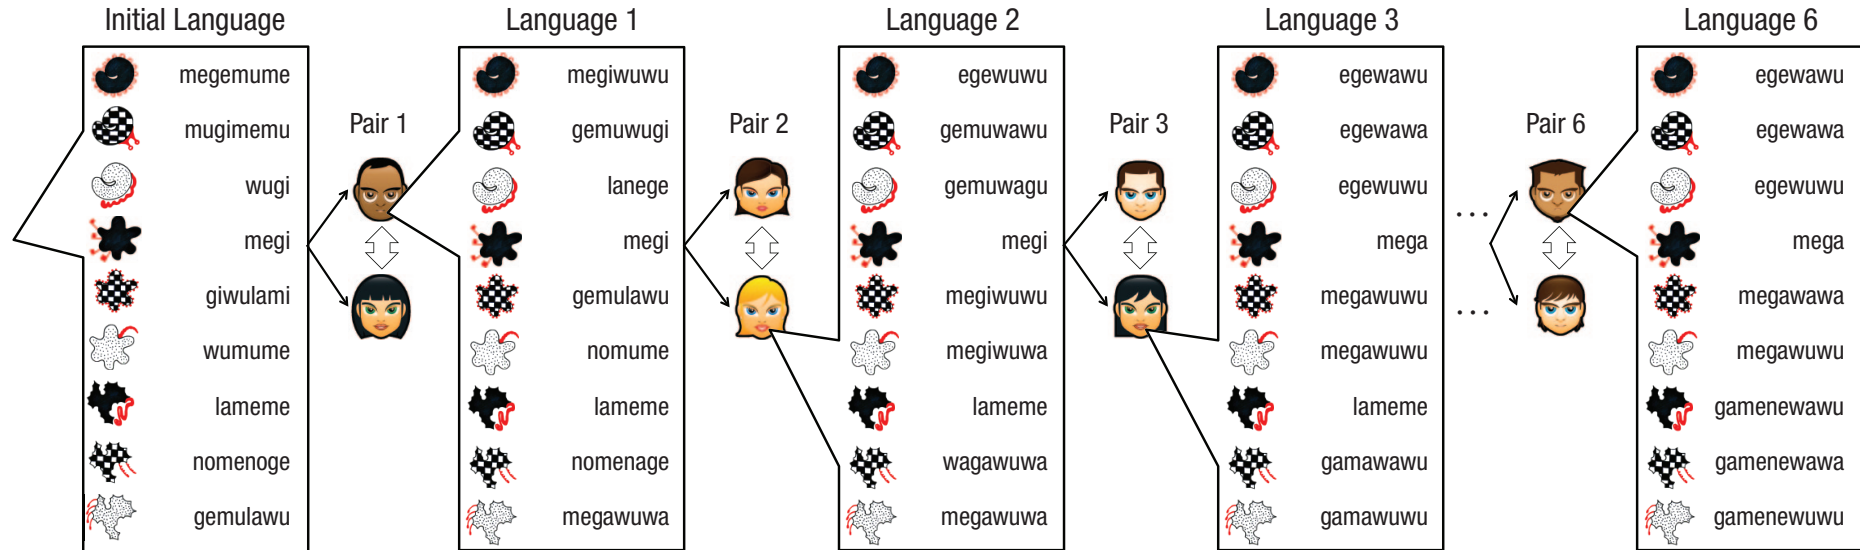 Initial Language
megemume
mugimemu
wugi
megi
giwulami
wumume
lameme
nomenoge
gemulawu
Pair 1
Language 1
megiwuwu
gemuwugi
lanege
megi
gemulawu
nomume
lameme
nomenage
megawuwa
Pair 2
Language 2
egewuwu
gemuwawu
gemuwagu
megi
megiwuwu
megiwuwa
lameme
wagawuwa
megawuwa
Pair 3
Language 3
egewawu
egewawa
egewuwu
mega
megawuwu
megawuwu
lameme
gamawawu
gamawuwu
...
...
Pair 6
Language 6
egewawu
egewawa
egewuwu
mega
megawawa
megawuwu
gamenewawu
gamenewawa
gamenewuwu